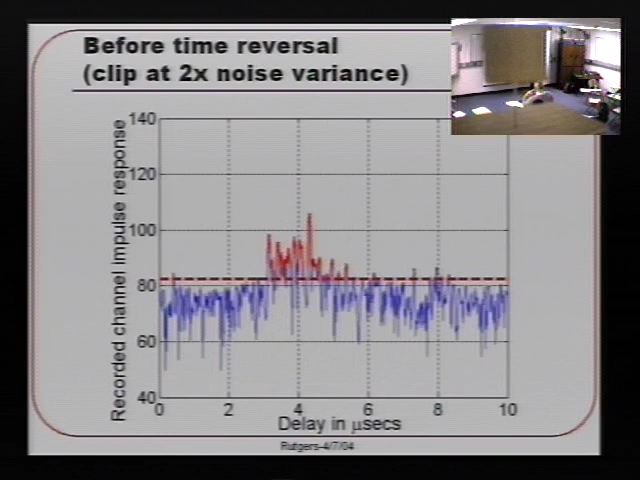 Before time reversal
(clip at 2x noise variance)
Recorded channel impulse response
140
120
100
80
60
40
0 2 4 6 8 10
Delay in μsecs
Rutgers-4/7/04